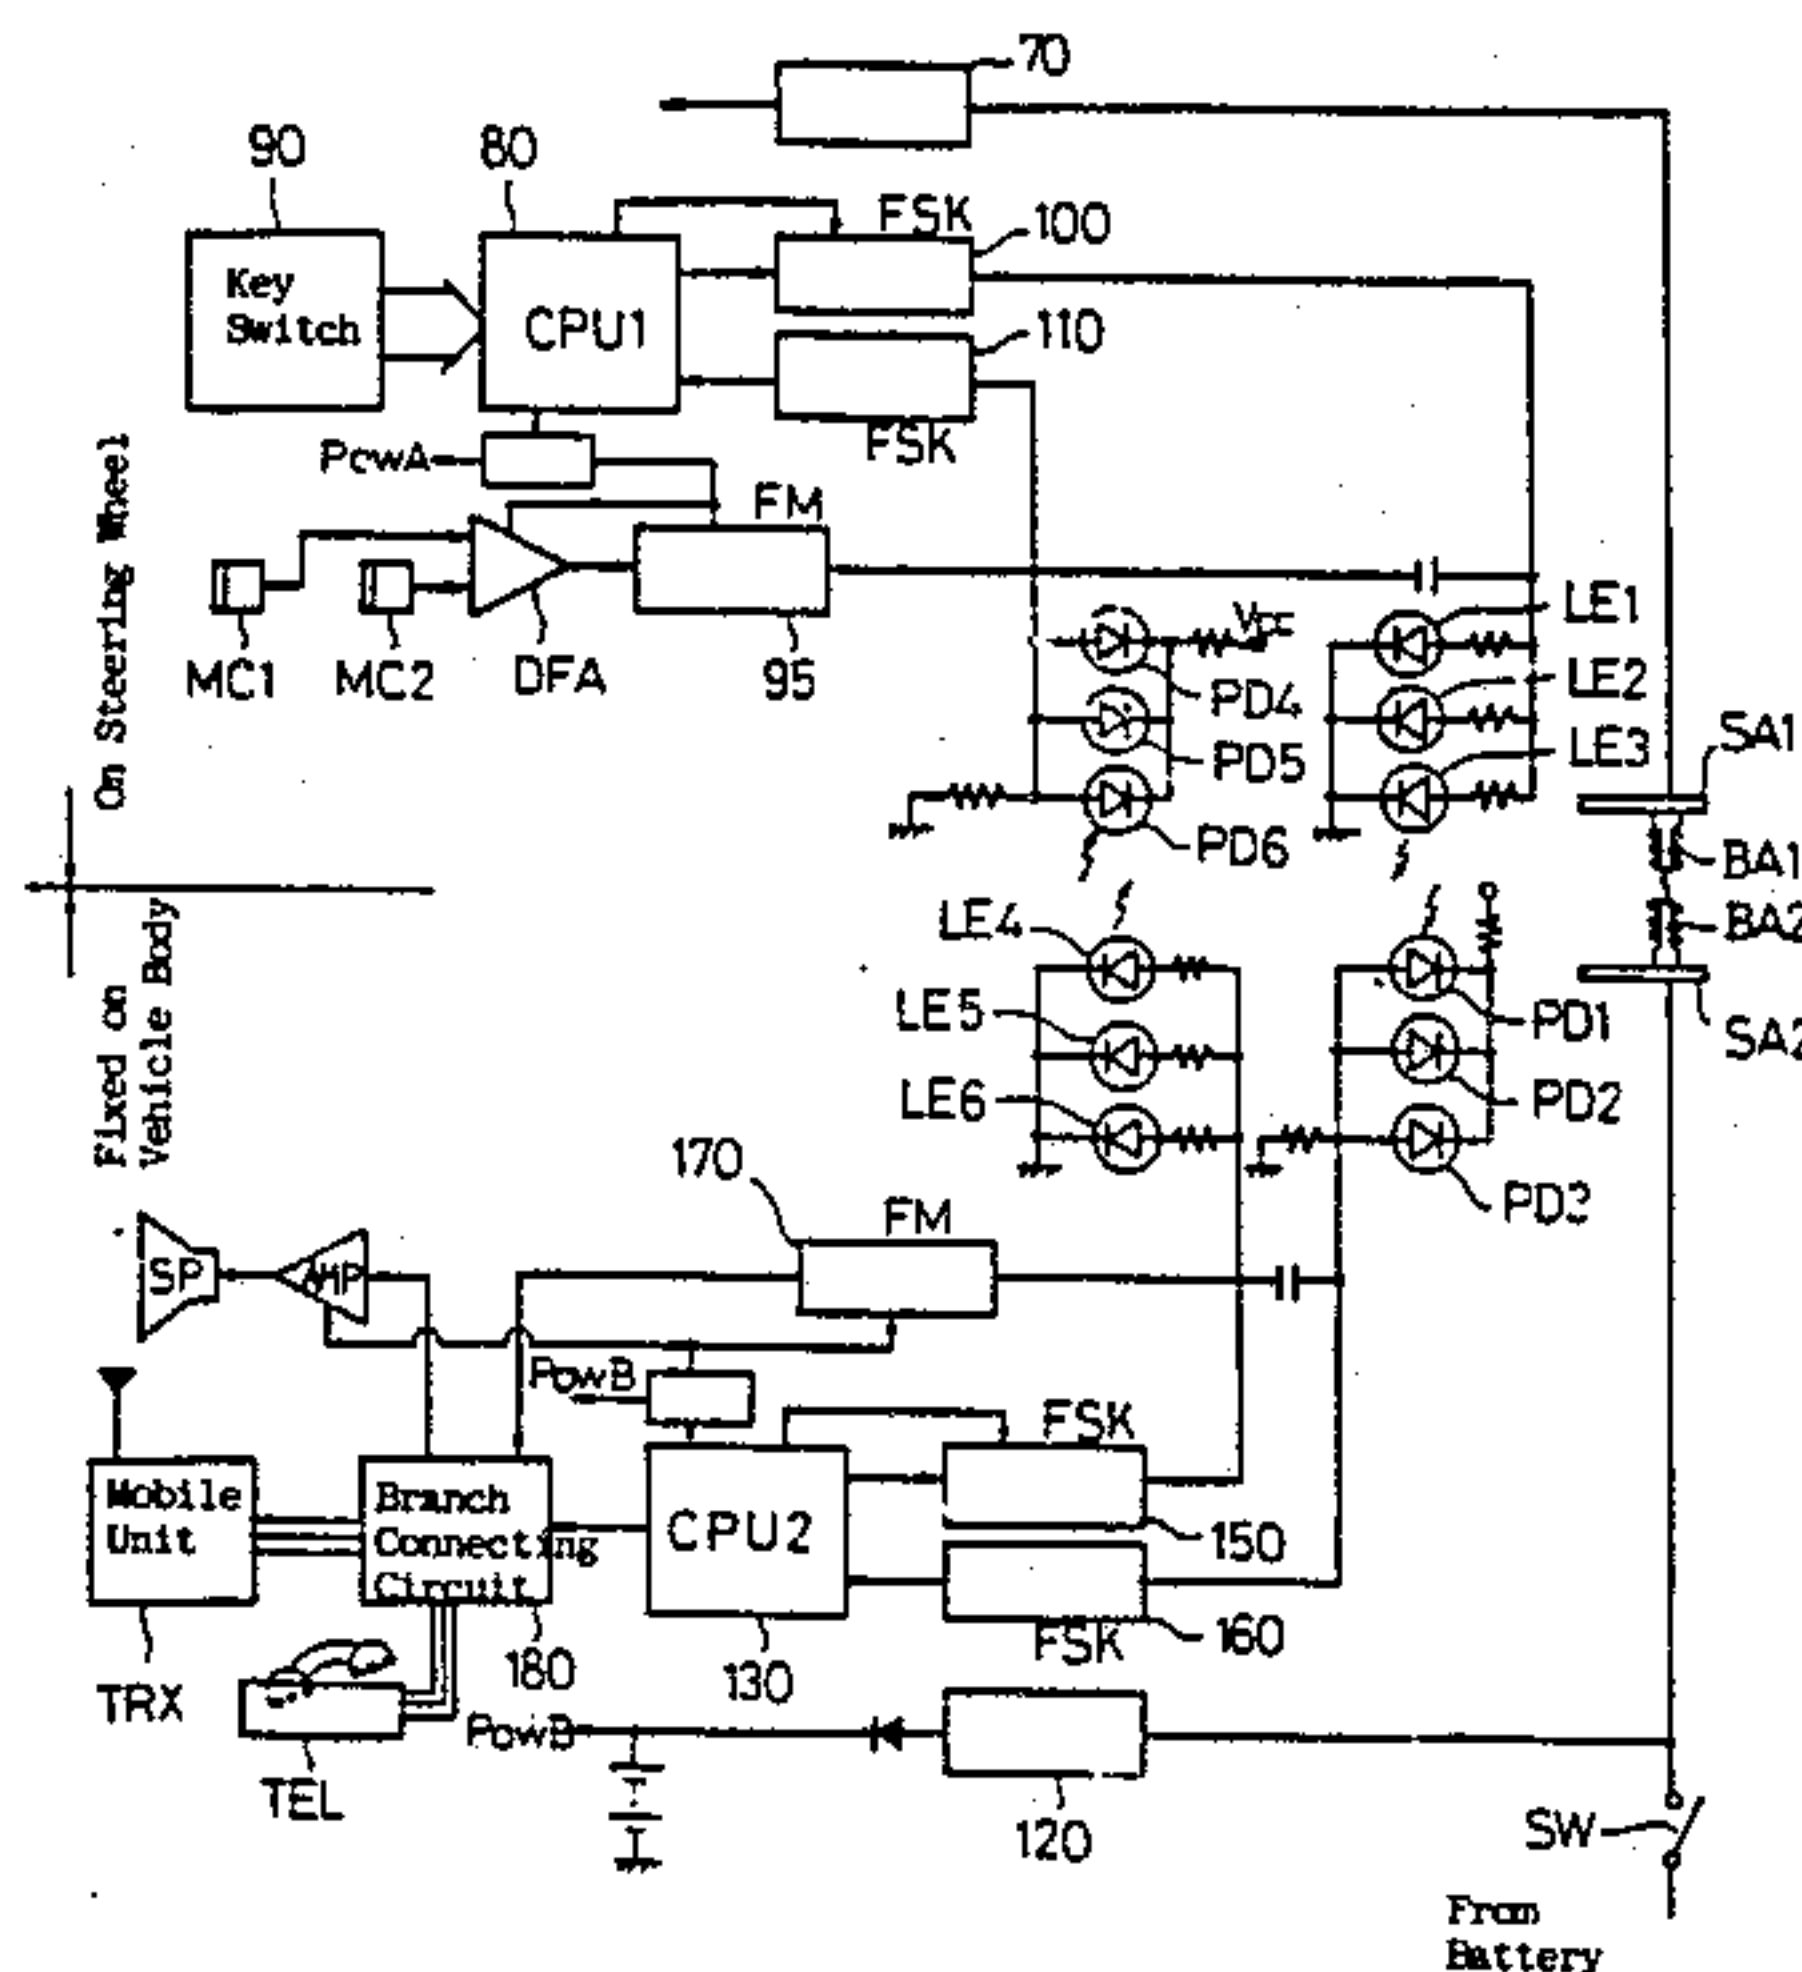 70
90
80
FSK
100
Key
Switch
CPU1
110
FSK
PowA
FM
On Steering Wheel
MC1
MC2
DFA
95
Vcc
LE1
PD4
LE2
PD5
LE3
SA1
PD6
BA1
LE4
BA2
Fixed on
Vehicle Body
LE5
PD1
SA2
LE6
PD2
170
FM
PD3
SP
AMP
PowB
FSK
Mobile
Unit
Branch
Connecting
Circuit
CPU2
150
160
FSK
TRX
180
130
PowB
TEL
120
SW
From
Battery